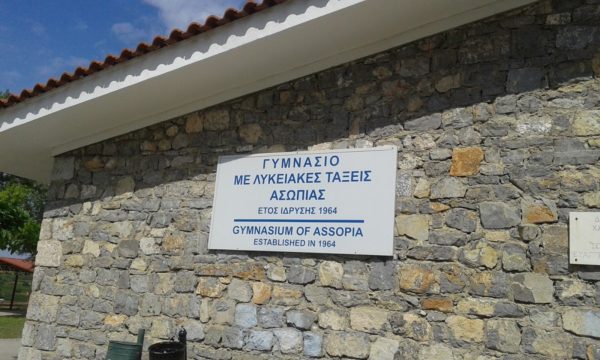 ΓΥΜΝΑΣΙΟ
ΜΕ ΛΥΚΕΙΑΚΕΣ ΤΑΞΕΙΣ
ΑΣΩΠΙΑΣ
ΕΤΟΣ ΙΔΡΥΣΗΣ 1964
GYMNASIUM OF ASSOPIA
ESTABLISHED IN 1964